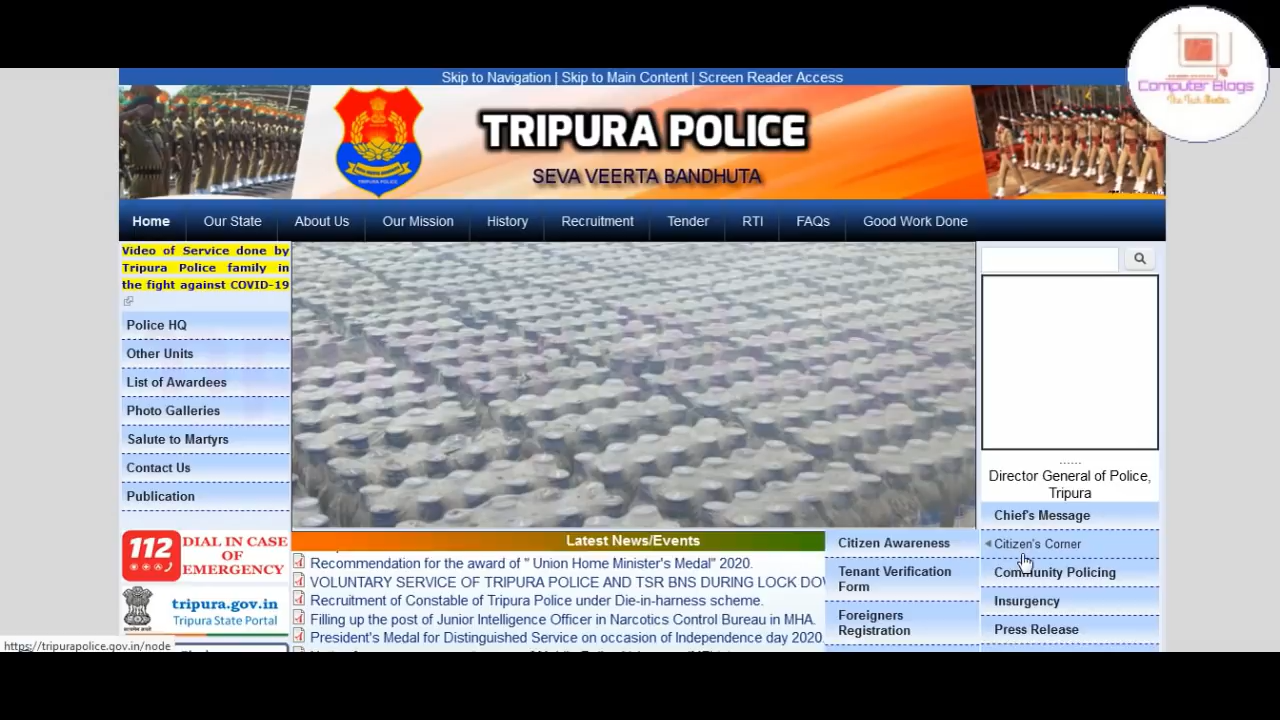 Computer Blogs
The Tech Master
Skip to Navigation | Skip to Main Content | Screen Reader Access
TRIPURA POLICE
SEVA VEERTA BANDHUTA
TRIPURA POLICE
Home
Our State
About Us
Our Mission
History
Recruitment
Tender
RTI
FAQs
Good Work Done
Video of Service done by
Tripura Police family in
the fight against COVID-19
Police HQ
Other Units
List of Awardees
Photo Galleries
Salute to Martyrs
Contact Us
Publication
112
DIAL IN CASE
OF
EMERGENCY
tripura.gov.in
Tripura State Portal
https://tripurapolice.gov.in/node
Latest News/Events
Recommendation for the award of " Union Home Minister's Medal" 2020.
VOLUNTARY SERVICE OF TRIPURA POLICE AND TSR BNS DURING LOCK DOV
Recruitment of Constable of Tripura Police under Die-in-harness scheme.
Filling up the post of Junior Intelligence Officer in Narcotics Control Bureau in MHA.
President's Medal for Distinguished Service on occasion of Independence day 2020.
Citizen Awareness
Tenant Verification
Form
Foreigners
Registration
......
Director General of Police,
Tripura
Chief's Message
Citizen's Corner
Community Policing
Insurgency
Press Release